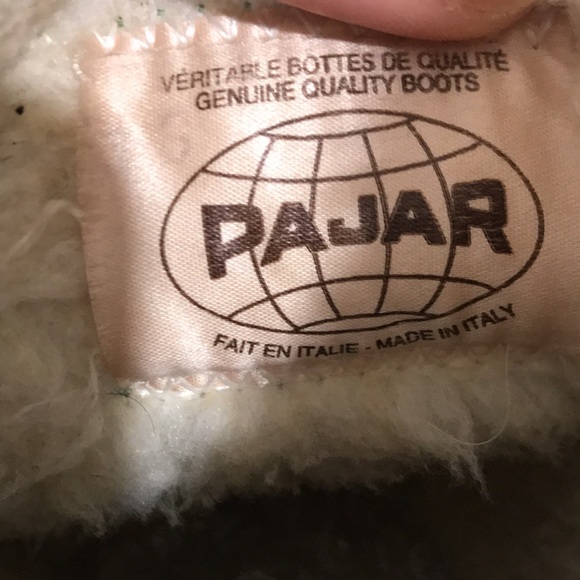 VÉRITABLE BOTTES DE QUALITÉ
GENUINE QUALITY BOOTS
PAJAR
FAIT EN ITALIE - MADE IN ITALY